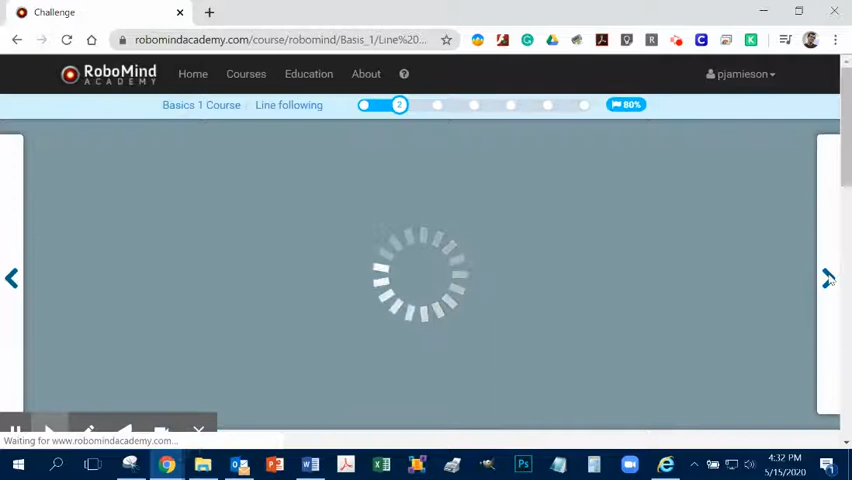 Challenge
robomindacademy.com/course/robomind/Basis_1/Line%20...
ROBOMIND
ACADEMY
Home Courses Education About
pjamieson
Basics 1 Course Line following 2 80%
Waiting for www.robomindacademy.com...
4:32 PM
5/15/2020